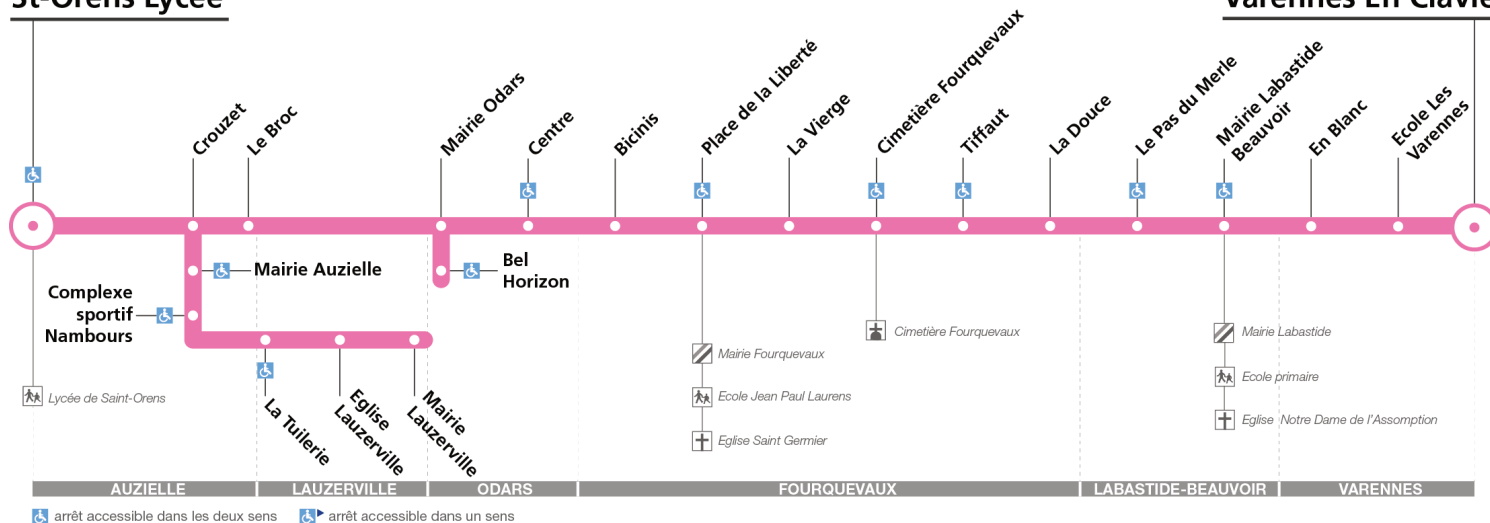 St-Orens Lycée
Varennes En Clavie
Crouzet
Le Broc
Mairie Odars
Centre
Bicinis
Place de la Liberté
La Vierge
Cimetière Fourquevaux
Tiffaut
La Douce
Le Pas du Merle
Mairie Labastide
Beauvoir
En Blanc
Ecole Les
Varennes
Mairie Auzielle
Bel
Horizon
Complexe
sportif
Nambours
La Tuilerie
Eglise
Lauzerville
Mairie
Lauzerville
Lycée de Saint-Orens
Mairie Fourquevaux
Ecole Jean Paul Laurens
Eglise Saint Germier
Cimetière Fourquevaux
Mairie Labastide
Ecole primaire
Eglise Notre Dame de l'Assomption
AUZIELLE
LAUZERVILLE
ODARS
FOURQUEVAUX
LABASTIDE-BEAUVOIR
VARENNES
arrêt accessible dans les deux sens
arrêt accessible dans un sens